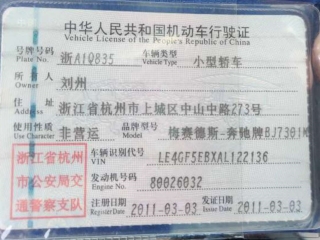 中华人民共和国机动车行驶证
Vehicle License of the People's Republic of China
号牌号码 浙A1Q835 车辆类型 小型轿车
Plate No. Vehicle Type
所有人 刘州
Owner
住址 浙江省杭州市上城区中山中路273号
Address
使用性质 非营运 品牌型号 梅赛德斯-奔驰牌BJ7301
Use Character Model
浙江省杭州市公安局交通警察支队
车辆识别代号 LE4GF5EBXAL122136
VIN
发动机号码 80026032
Engine No.
注册日期 2011-03-03 发证日期 2011-03-03
Register Date Issue Date